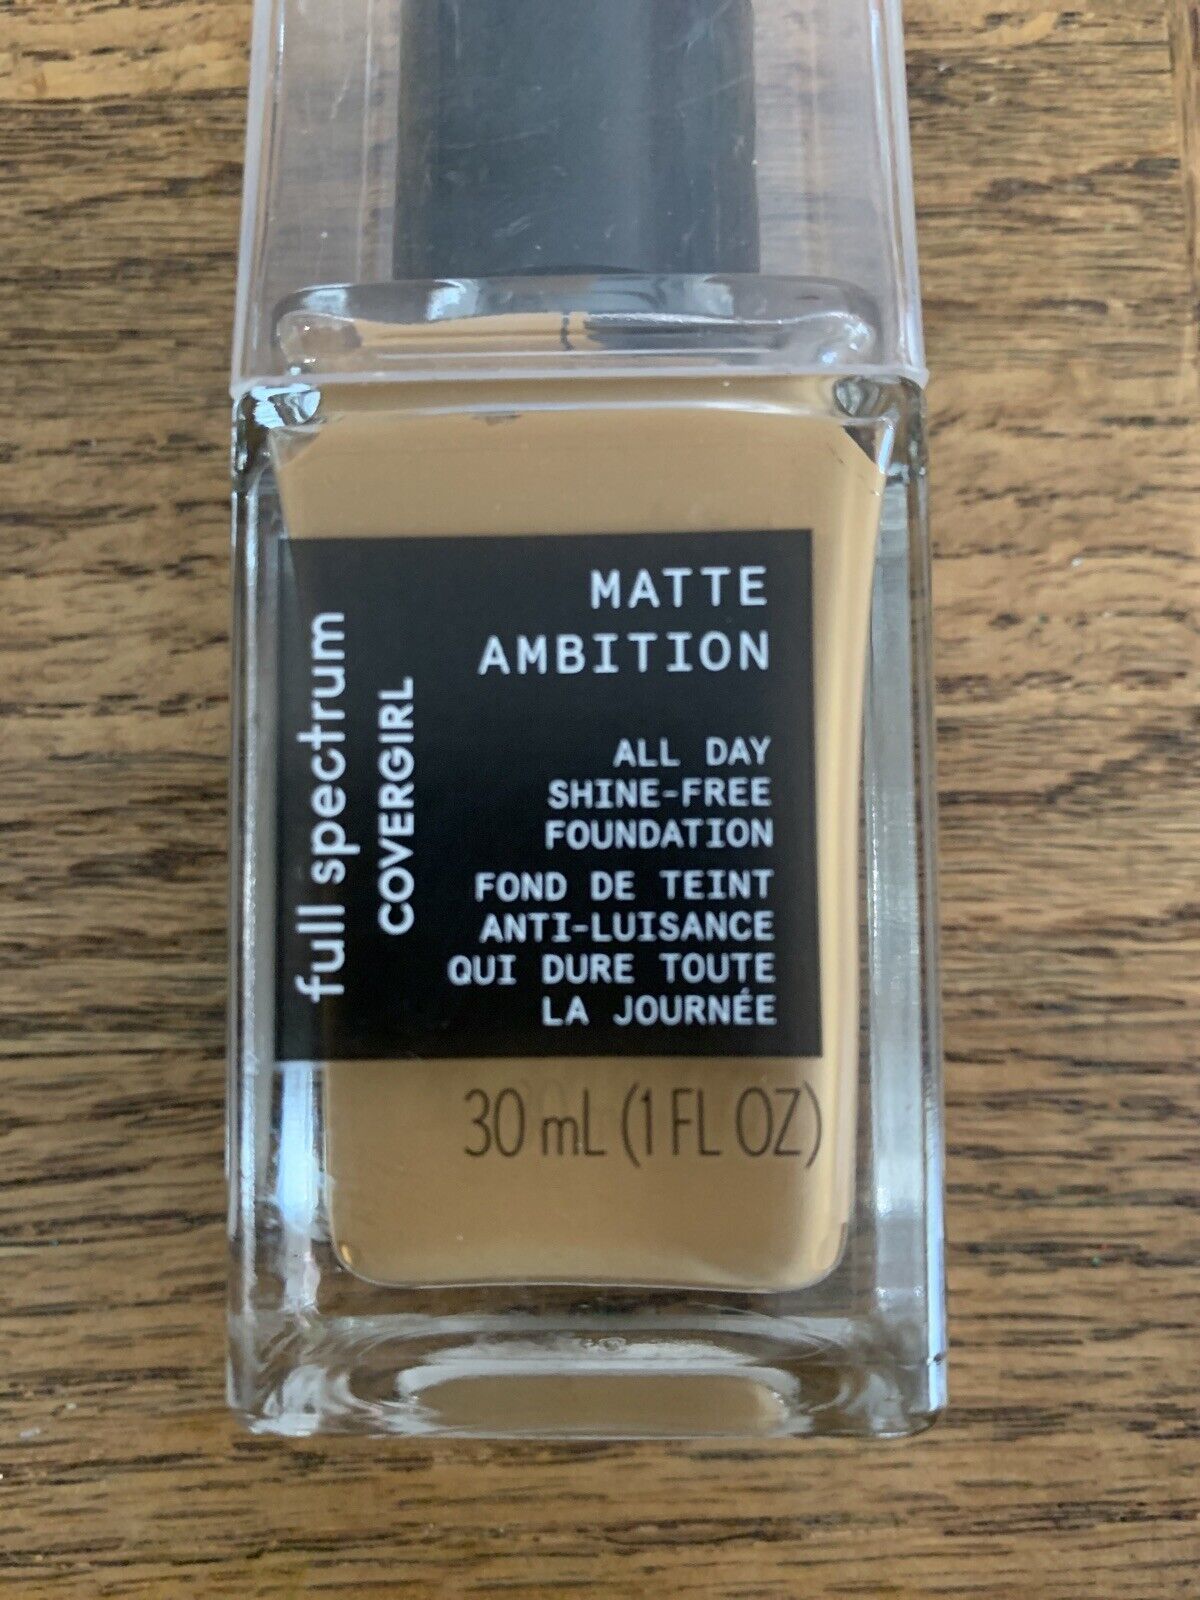 MATTE
AMBITION
full spectrum
COVERGIRL
ALL DAY
SHINE-FREE
FOUNDATION
FOND DE TEINT
ANTI-LUISANCE
QUI DURE TOUTE
LA JOURNÉE
30 mL (1 FL OZ)